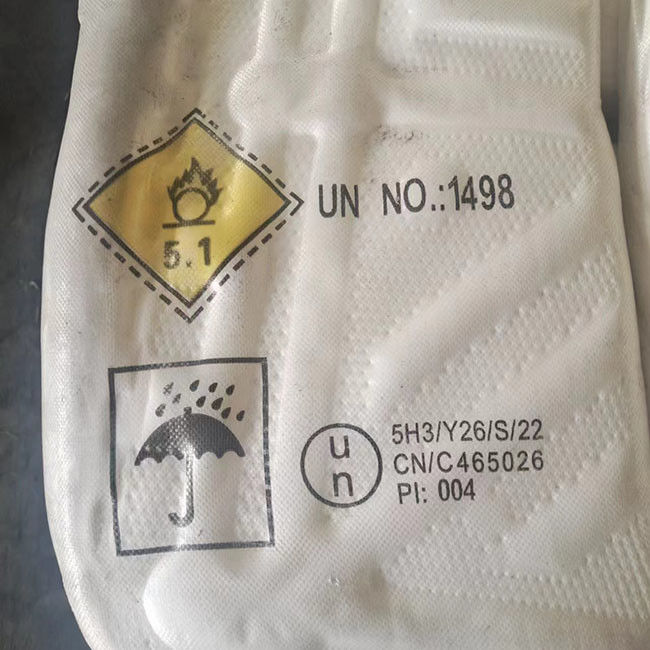 5.1
UN NO.:1498
u
n
5H3/Y26/S/22
CN/C465026
PI: 004